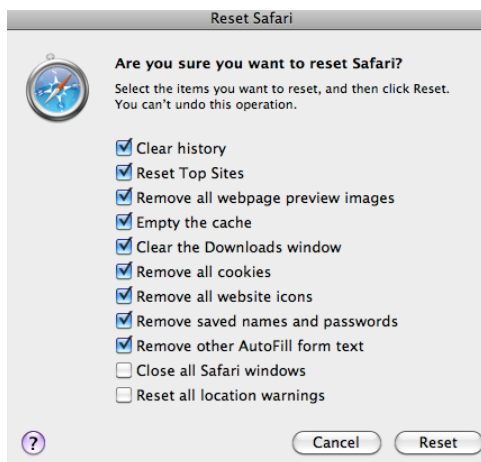 Reset Safari
Are you sure you want to reset Safari?
Select the items you want to reset, and then click Reset.
You can't undo this operation.
Clear history
Reset Top Sites
Remove all webpage preview images
Empty the cache
Clear the Downloads window
Remove all cookies
Remove all website icons
Remove saved names and passwords
Remove other AutoFill form text
Close all Safari windows
Reset all location warnings
? Cancel Reset